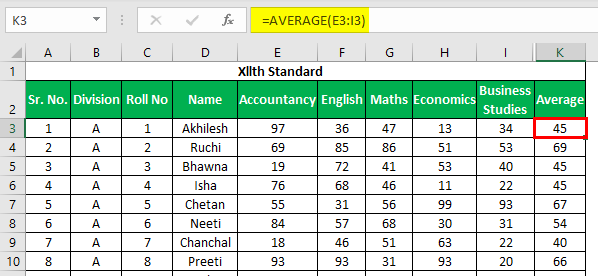 K3 =AVERAGE(E3:I3)
A B C D E F G H I K
1 XIIth Standard
2 Sr. No. Division Roll No Name Accountancy English Maths Economics Business Studies Average
3 1 A 1 Akhilesh 97 36 47 13 34 45
4 2 A 2 Ruchi 69 85 86 51 53 69
5 3 A 3 Bhawna 19 72 41 53 40 45
6 4 A 4 Isha 76 68 46 11 22 45
7 5 A 5 Chetan 55 31 56 99 93 67
8 6 A 6 Neeti 84 57 68 30 31 54
9 7 A 7 Chanchal 18 46 51 63 22 40
10 8 A 8 Preeti 93 93 31 93 20 66